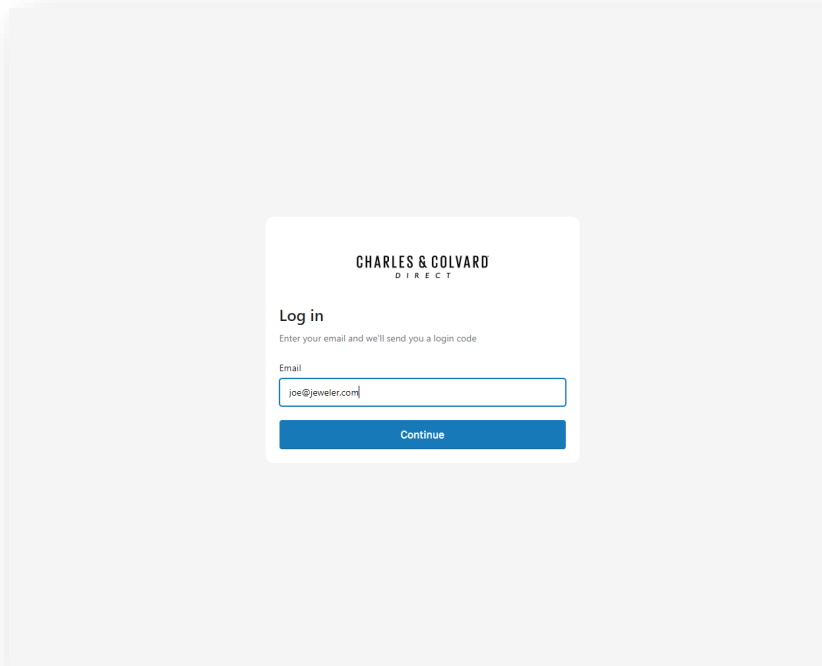 CHARLES & COLVARD
DIRECT
Log in
Enter your email and we'll send you a login code
Email
joe@jeweler.com
Continue